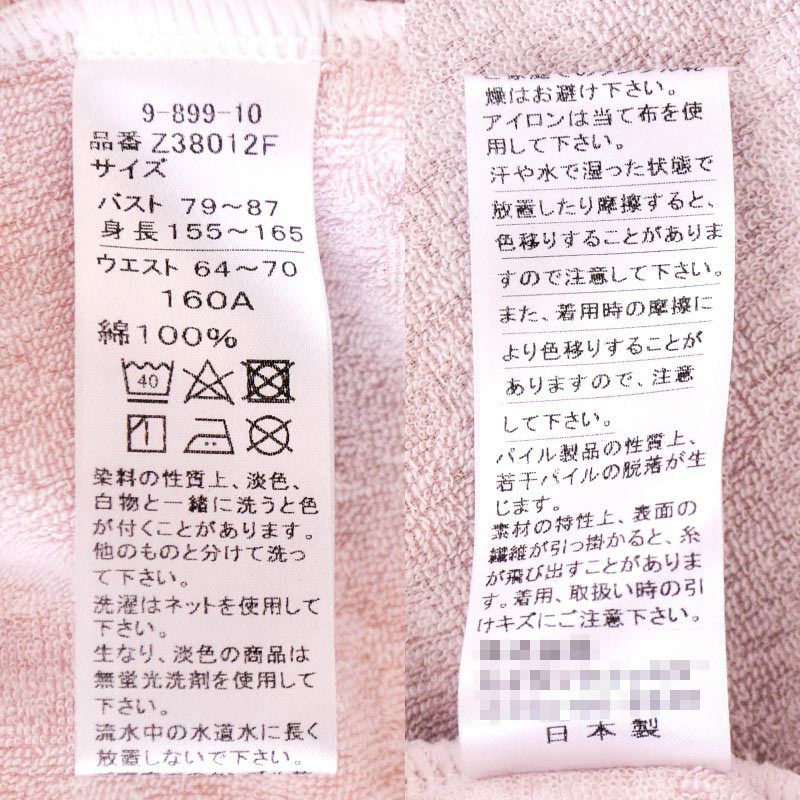 9-899-10
品番 Z38012F
サイズ
バスト 79～87
身長 155～165
ウエスト 64～70
160A
綿100%
40
染料の性質上、淡色、
白物と一緒に洗うと色
が付くことがあります。
他のものと分けて洗っ
て下さい。
洗濯はネットを使用して
下さい。
生なり、淡色の商品は
無蛍光洗剤を使用して
下さい。
流水中の水道水に長く
放置しないで下さい。
燥はお避け下さい。
アイロンは当て布を使
用して下さい。
汗や水で湿った状態で
放置したり摩擦すると、
色移りすることがありま
すので注意して下さい。
また、着用時の摩擦に
より色移りすることが
ありますので、注意
して下さい。
パイル製品の性質上、
若干パイルの脱落が生
じます。
素材の特性上、表面の
繊維が引っ掛かると、糸
が飛び出すことがありま
す。着用、取扱い時の引
けキズにご注意下さい。
日本製